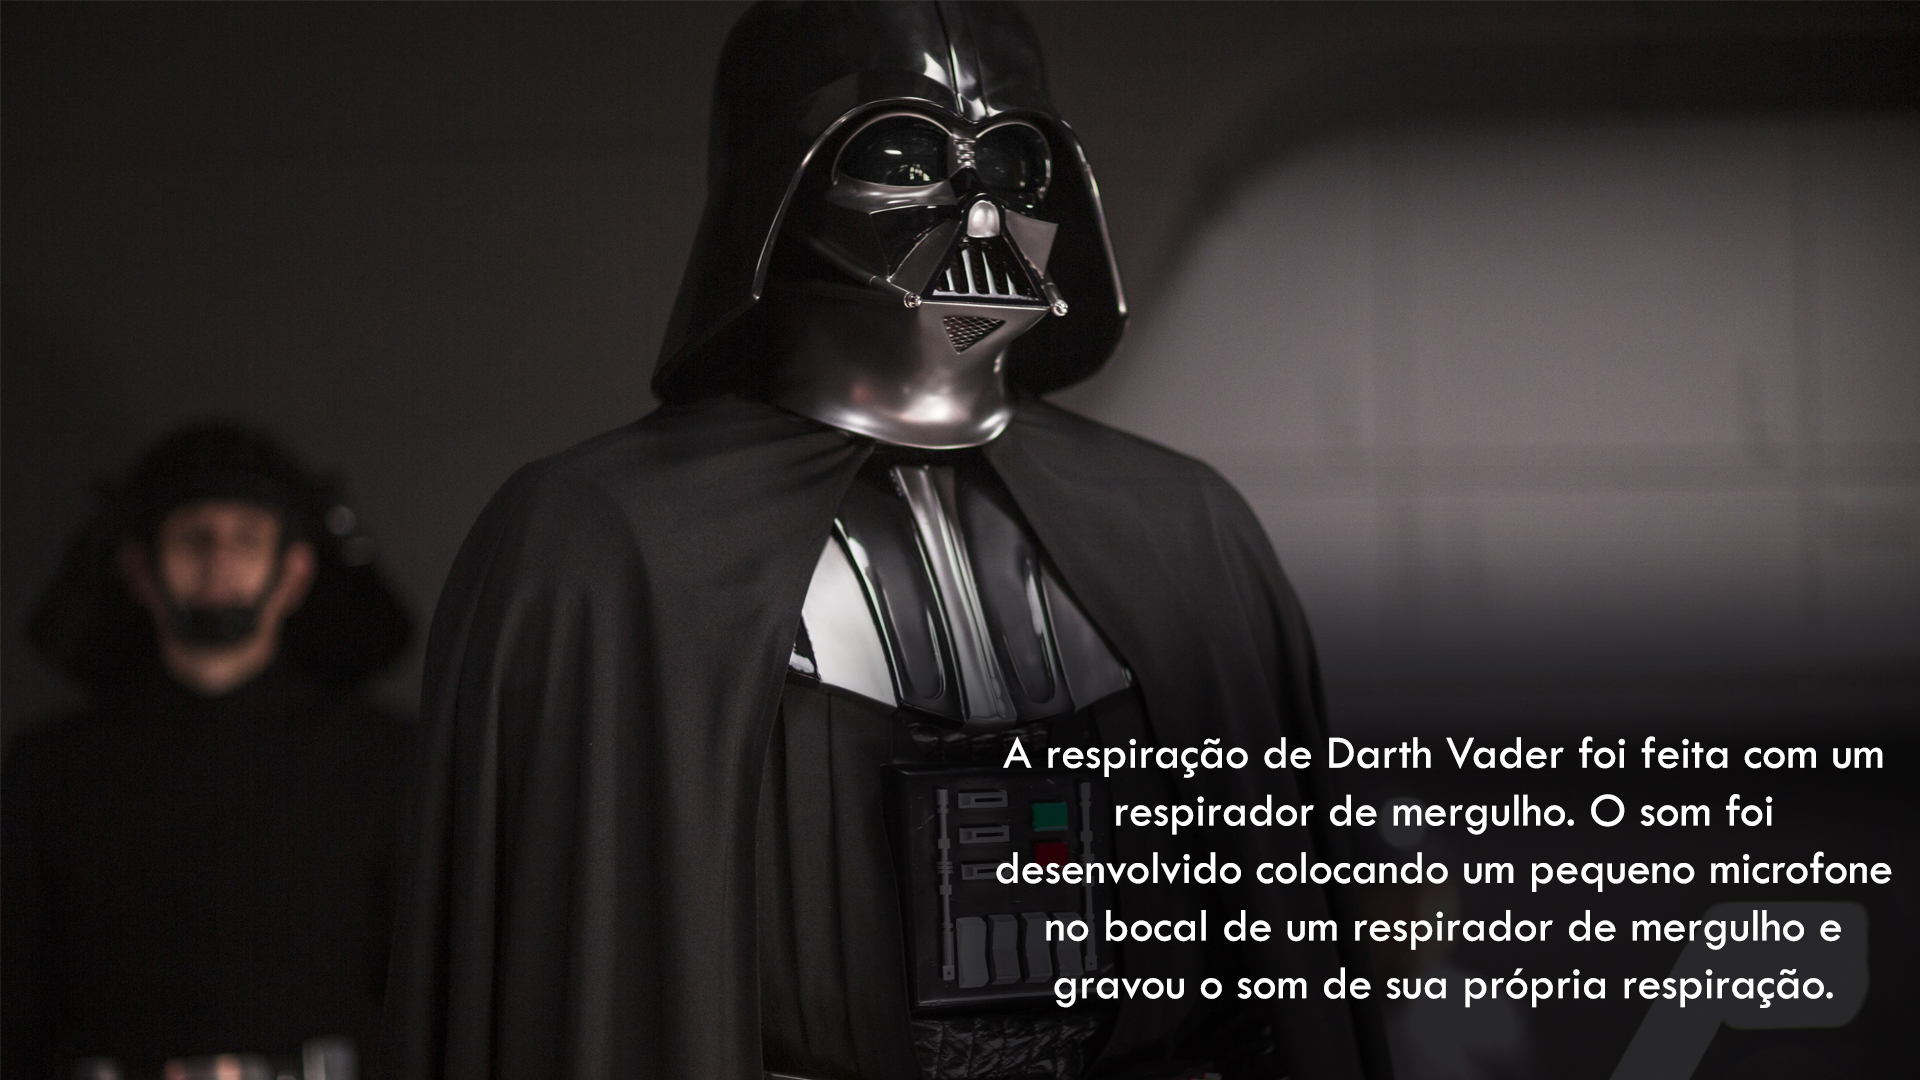 A respiração de Darth Vader foi feita com um
respirador de mergulho. O som foi
desenvolvido colocando um pequeno microfone
no bocal de um respirador de mergulho e
gravou o som de sua própria respiração.